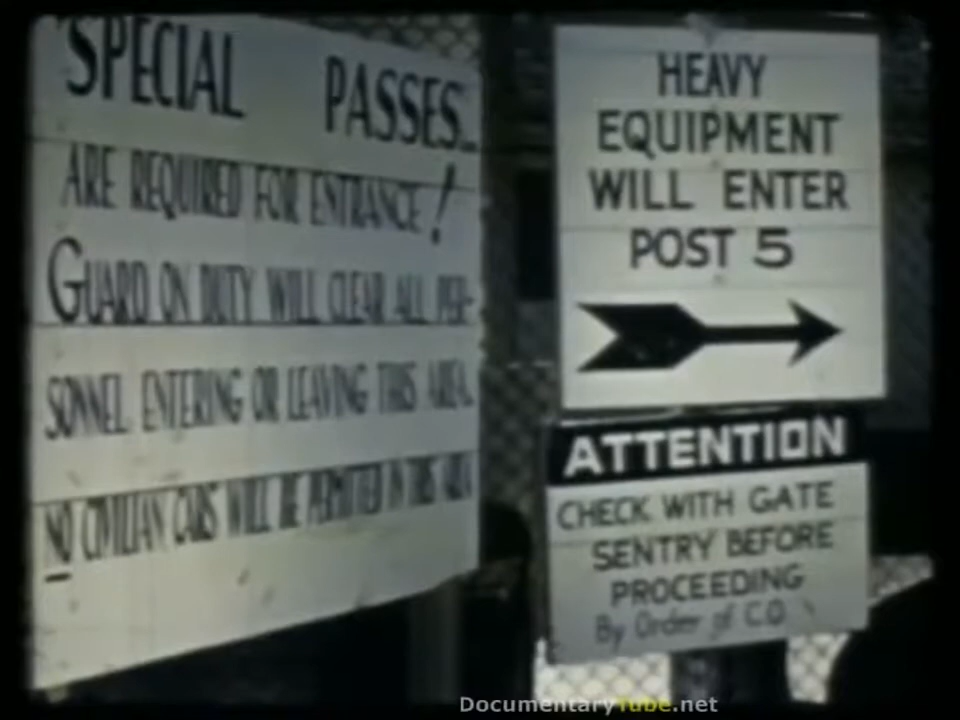 SPECIAL PASSES...
ARE REQUIRED FOR ENTRANCE!
GUARD ON DUTY WILL CLEAR ALL PER-
SONNEL ENTERING OR LEAVING THIS AREA.
NO CIVILIAN CARS WILL BE PERMITTED IN THIS AREA
HEAVY
EQUIPMENT
WILL ENTER
POST 5
ATTENTION
CHECK WITH GATE
SENTRY BEFORE
PROCEEDING
By Order of C.O.
DocumentaryTube.net